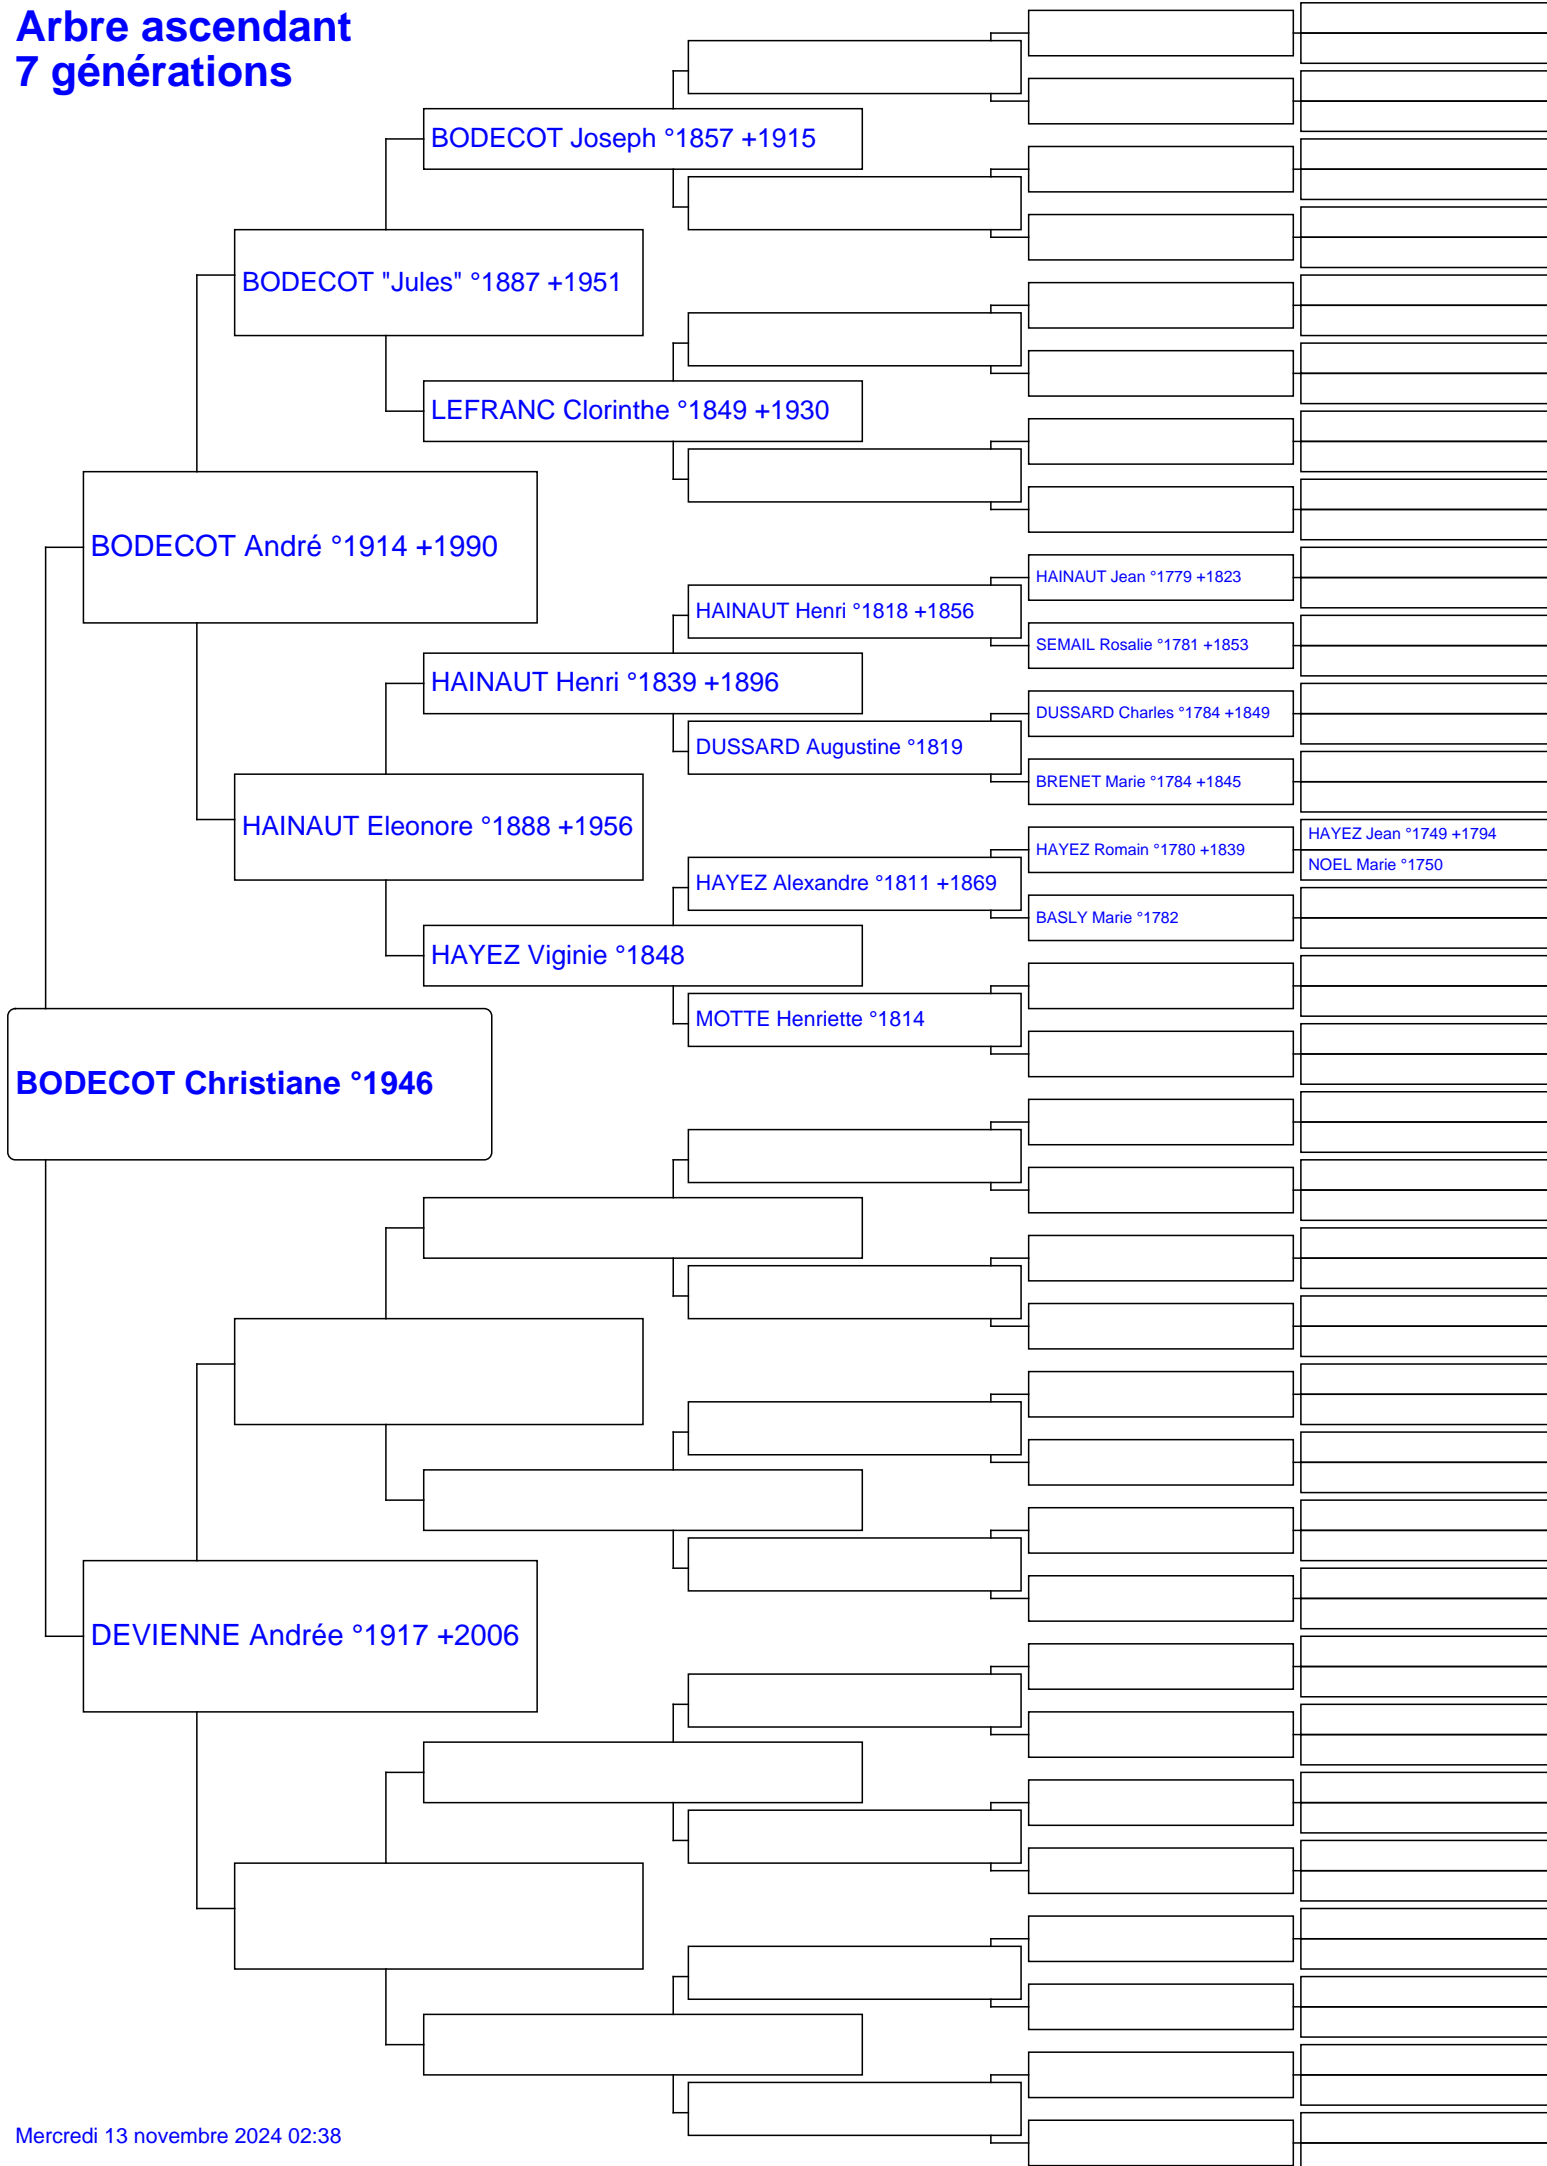 Arbre ascendant
7 générations
BODECOT Joseph °1857 +1915
BODECOT "Jules" °1887 +1951
LEFRANC Clorinthe °1849 +1930
BODECOT André °1914 +1990
HAINAUT Jean °1779 +1823
HAINAUT Henri °1818 +1856
SEMAIL Rosalie °1781 +1853
HAINAUT Henri °1839 +1896
DUSSARD Charles °1784 +1849
DUSSARD Augustine °1819
BRENET Marie °1784 +1845
HAINAUT Eleonore °1888 +1956
HAYEZ Jean °1749 +1794
HAYEZ Romain °1780 +1839
NOEL Marie °1750
HAYEZ Alexandre °1811 +1869
BASLY Marie °1782
HAYEZ Viginie °1848
MOTTE Henriette °1814
BODECOT Christiane °1946
DEVIENNE Andrée °1917 +2006
Mercredi 13 novembre 2024 02:38